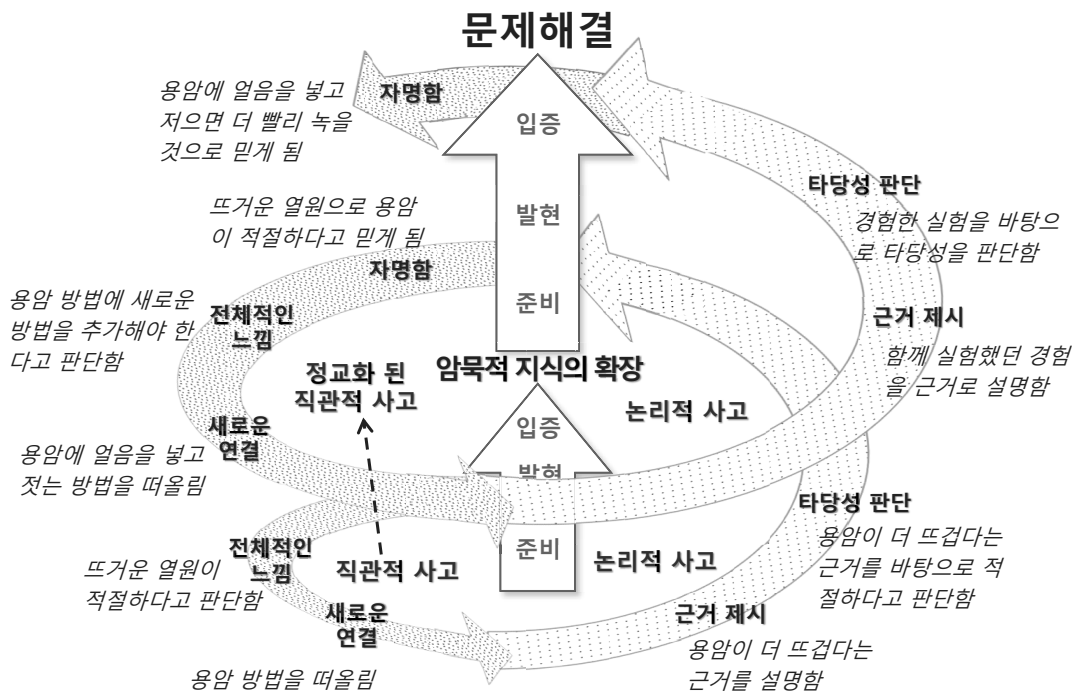 문제해결
용암에 얼음을 넣고
저으면 더 빨리 녹을
것으로 믿게 됨
자명함
입증
타당성 판단
경험한 실험을 바탕으
로 타당성을 판단함
뜨거운 열원으로 용암
이 적절하다고 믿게 됨
발현
자명함
용암 방법에 새로운
방법을 추가해야 한
다고 판단함
전체적인
느낌
준비
근거 제시
함께 실험했던 경험
을 근거로 설명함
암묵적 지식의 확장
정교화 된
직관적 사고
논리적 사고
새로운
연결
용암에 얼음을 넣고
젓는 방법을 떠올림
입증
발현
타당성 판단
용암이 더 뜨겁다는
근거를 바탕으로 적
절하다고 판단함
전체적인
느낌
뜨거운 열원이
적절하다고 판단함
준비
직관적 사고
논리적 사고
새로운
연결
용암 방법을 떠올림
근거 제시
용암이 더 뜨겁다는
근거를 설명함